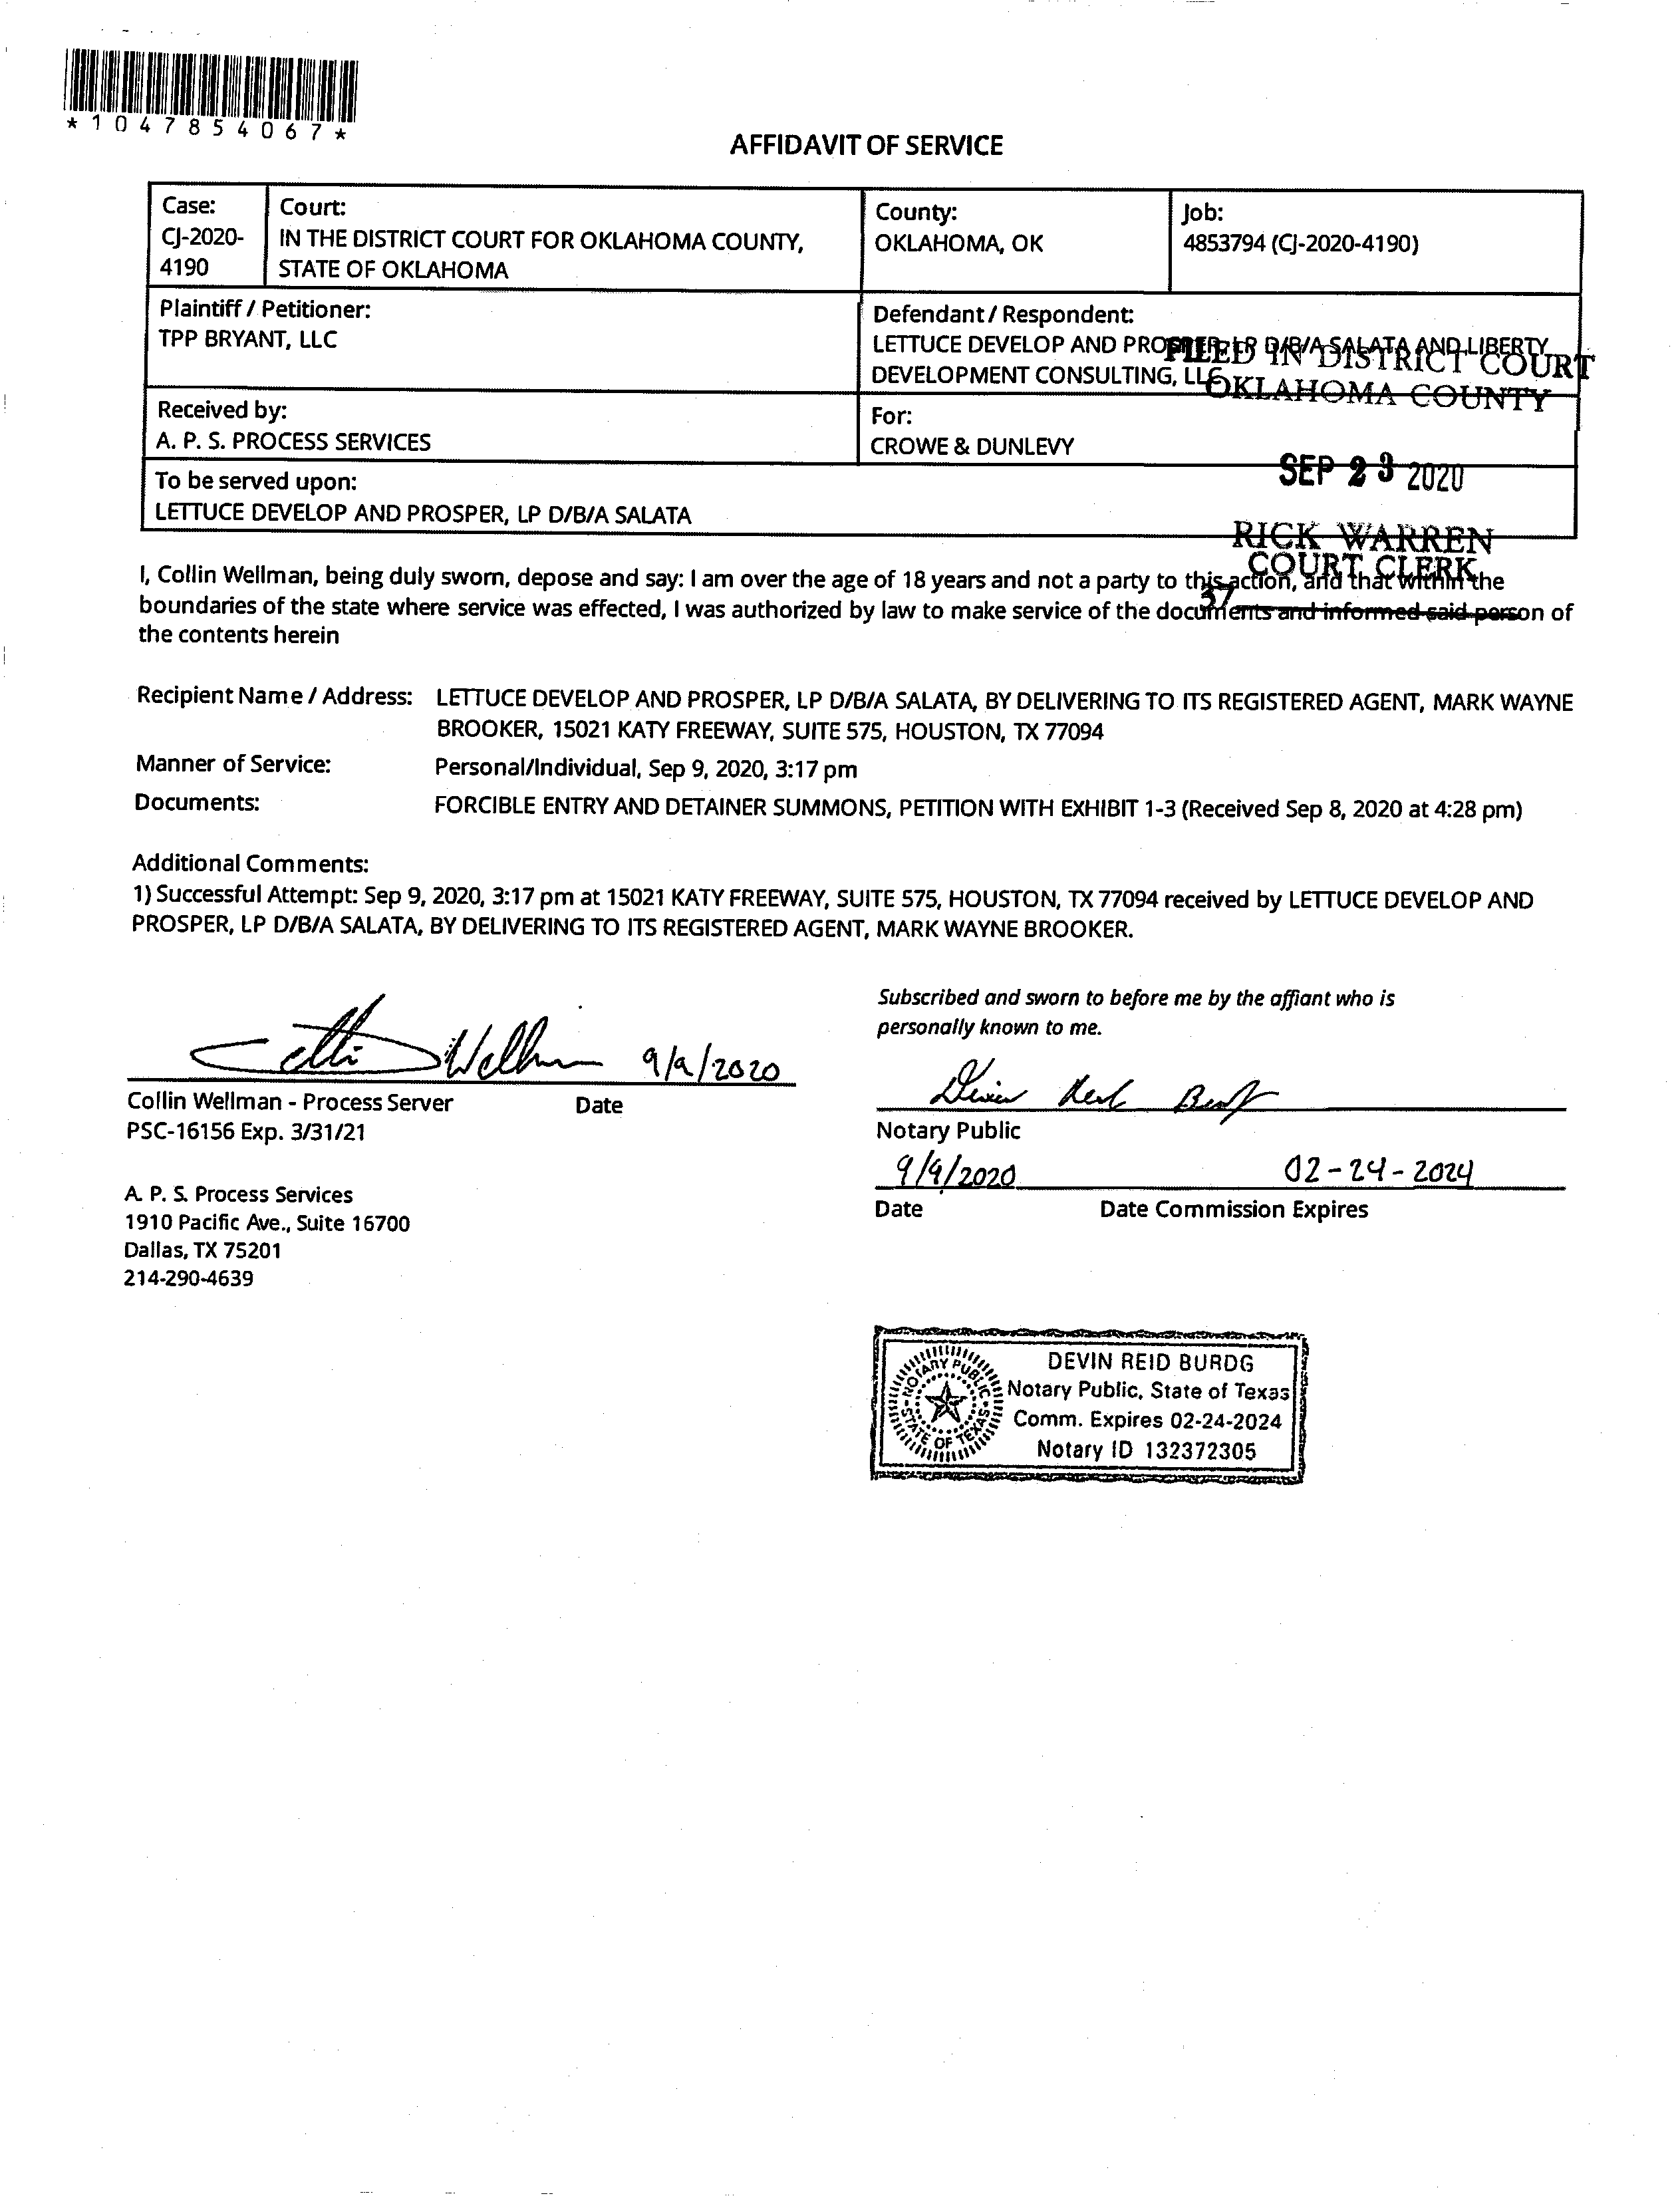 *1047854067*
AFFIDAVIT OF SERVICE
Case:
CJ-2020-
4190
Court:
IN THE DISTRICT COURT FOR OKLAHOMA COUNTY,
STATE OF OKLAHOMA
County:
OKLAHOMA, OK
Job:
4853794 (CJ-2020-4190)
Plaintiff / Petitioner:
TPP BRYANT, LLC
Defendant / Respondent:
LETTUCE DEVELOP AND PROSPER, LP D/B/A SALATA AND LIBERTY
DEVELOPMENT CONSULTING, LLC
FILED IN DISTRICT COURT
OKLAHOMA COUNTY
Received by:
A. P. S. PROCESS SERVICES
For:
CROWE & DUNLEVY
SEP 23 2020
To be served upon:
LETTUCE DEVELOP AND PROSPER, LP D/B/A SALATA
RICK WARREN
COURT CLERK
37
I, Collin Wellman, being duly sworn, depose and say: I am over the age of 18 years and not a party to this action, and that within the
boundaries of the state where service was effected, I was authorized by law to make service of the documents and informed said person of
the contents herein
Recipient Name / Address: LETTUCE DEVELOP AND PROSPER, LP D/B/A SALATA, BY DELIVERING TO ITS REGISTERED AGENT, MARK WAYNE
BROOKER, 15021 KATY FREEWAY, SUITE 575, HOUSTON, TX 77094
Manner of Service: Personal/Individual, Sep 9, 2020, 3:17 pm
Documents: FORCIBLE ENTRY AND DETAINER SUMMONS, PETITION WITH EXHIBIT 1-3 (Received Sep 8, 2020 at 4:28 pm)
Additional Comments:
1) Successful Attempt: Sep 9, 2020, 3:17 pm at 15021 KATY FREEWAY, SUITE 575, HOUSTON, TX 77094 received by LETTUCE DEVELOP AND
PROSPER, LP D/B/A SALATA, BY DELIVERING TO ITS REGISTERED AGENT, MARK WAYNE BROOKER.
Collin Wellman 9/9/2020
Collin Wellman - Process Server Date
PSC-16156 Exp. 3/31/21
A. P. S. Process Services
1910 Pacific Ave., Suite 16700
Dallas, TX 75201
214-290-4639
Subscribed and sworn to before me by the affiant who is
personally known to me.
Notary Public
9/9/2020 02-24-2024
Date Date Commission Expires
NOTARY PUBLIC
STATE OF TEXAS
DEVIN REID BURDG
Notary Public, State of Texas
Comm. Expires 02-24-2024
Notary ID 132372305